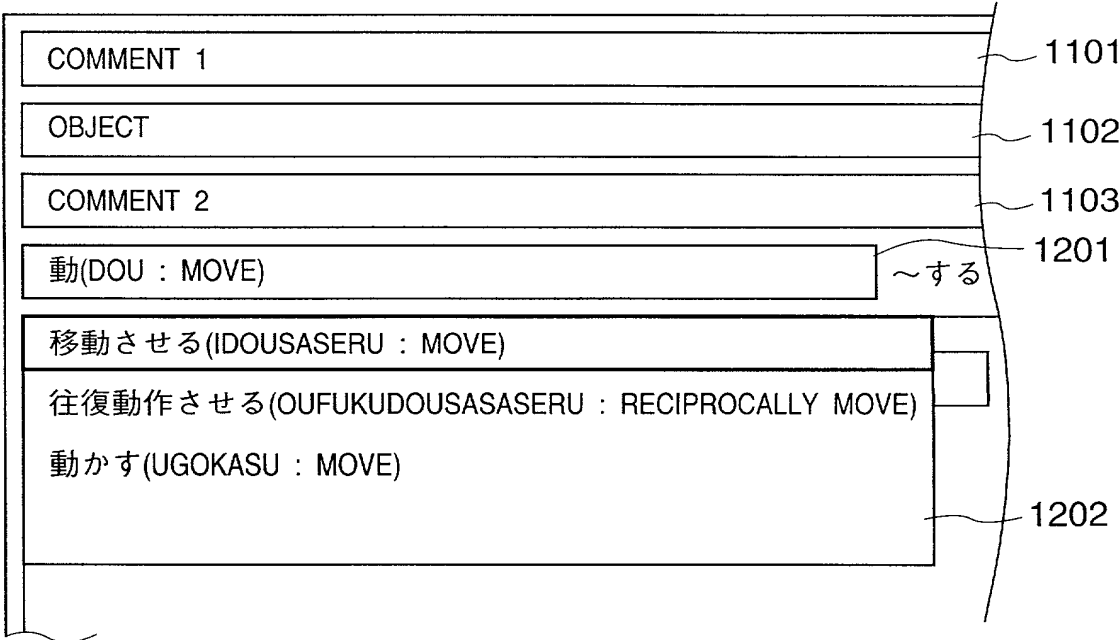 COMMENT 1
1101
OBJECT
1102
COMMENT 2
1103
1201
動(DOU : MOVE)
～する
移動させる(IDOUSASERU : MOVE)
往復動作させる(OUFUKUDOUSASASERU : RECIPROCALLY MOVE)
動かす(UGOKASU : MOVE)
1202